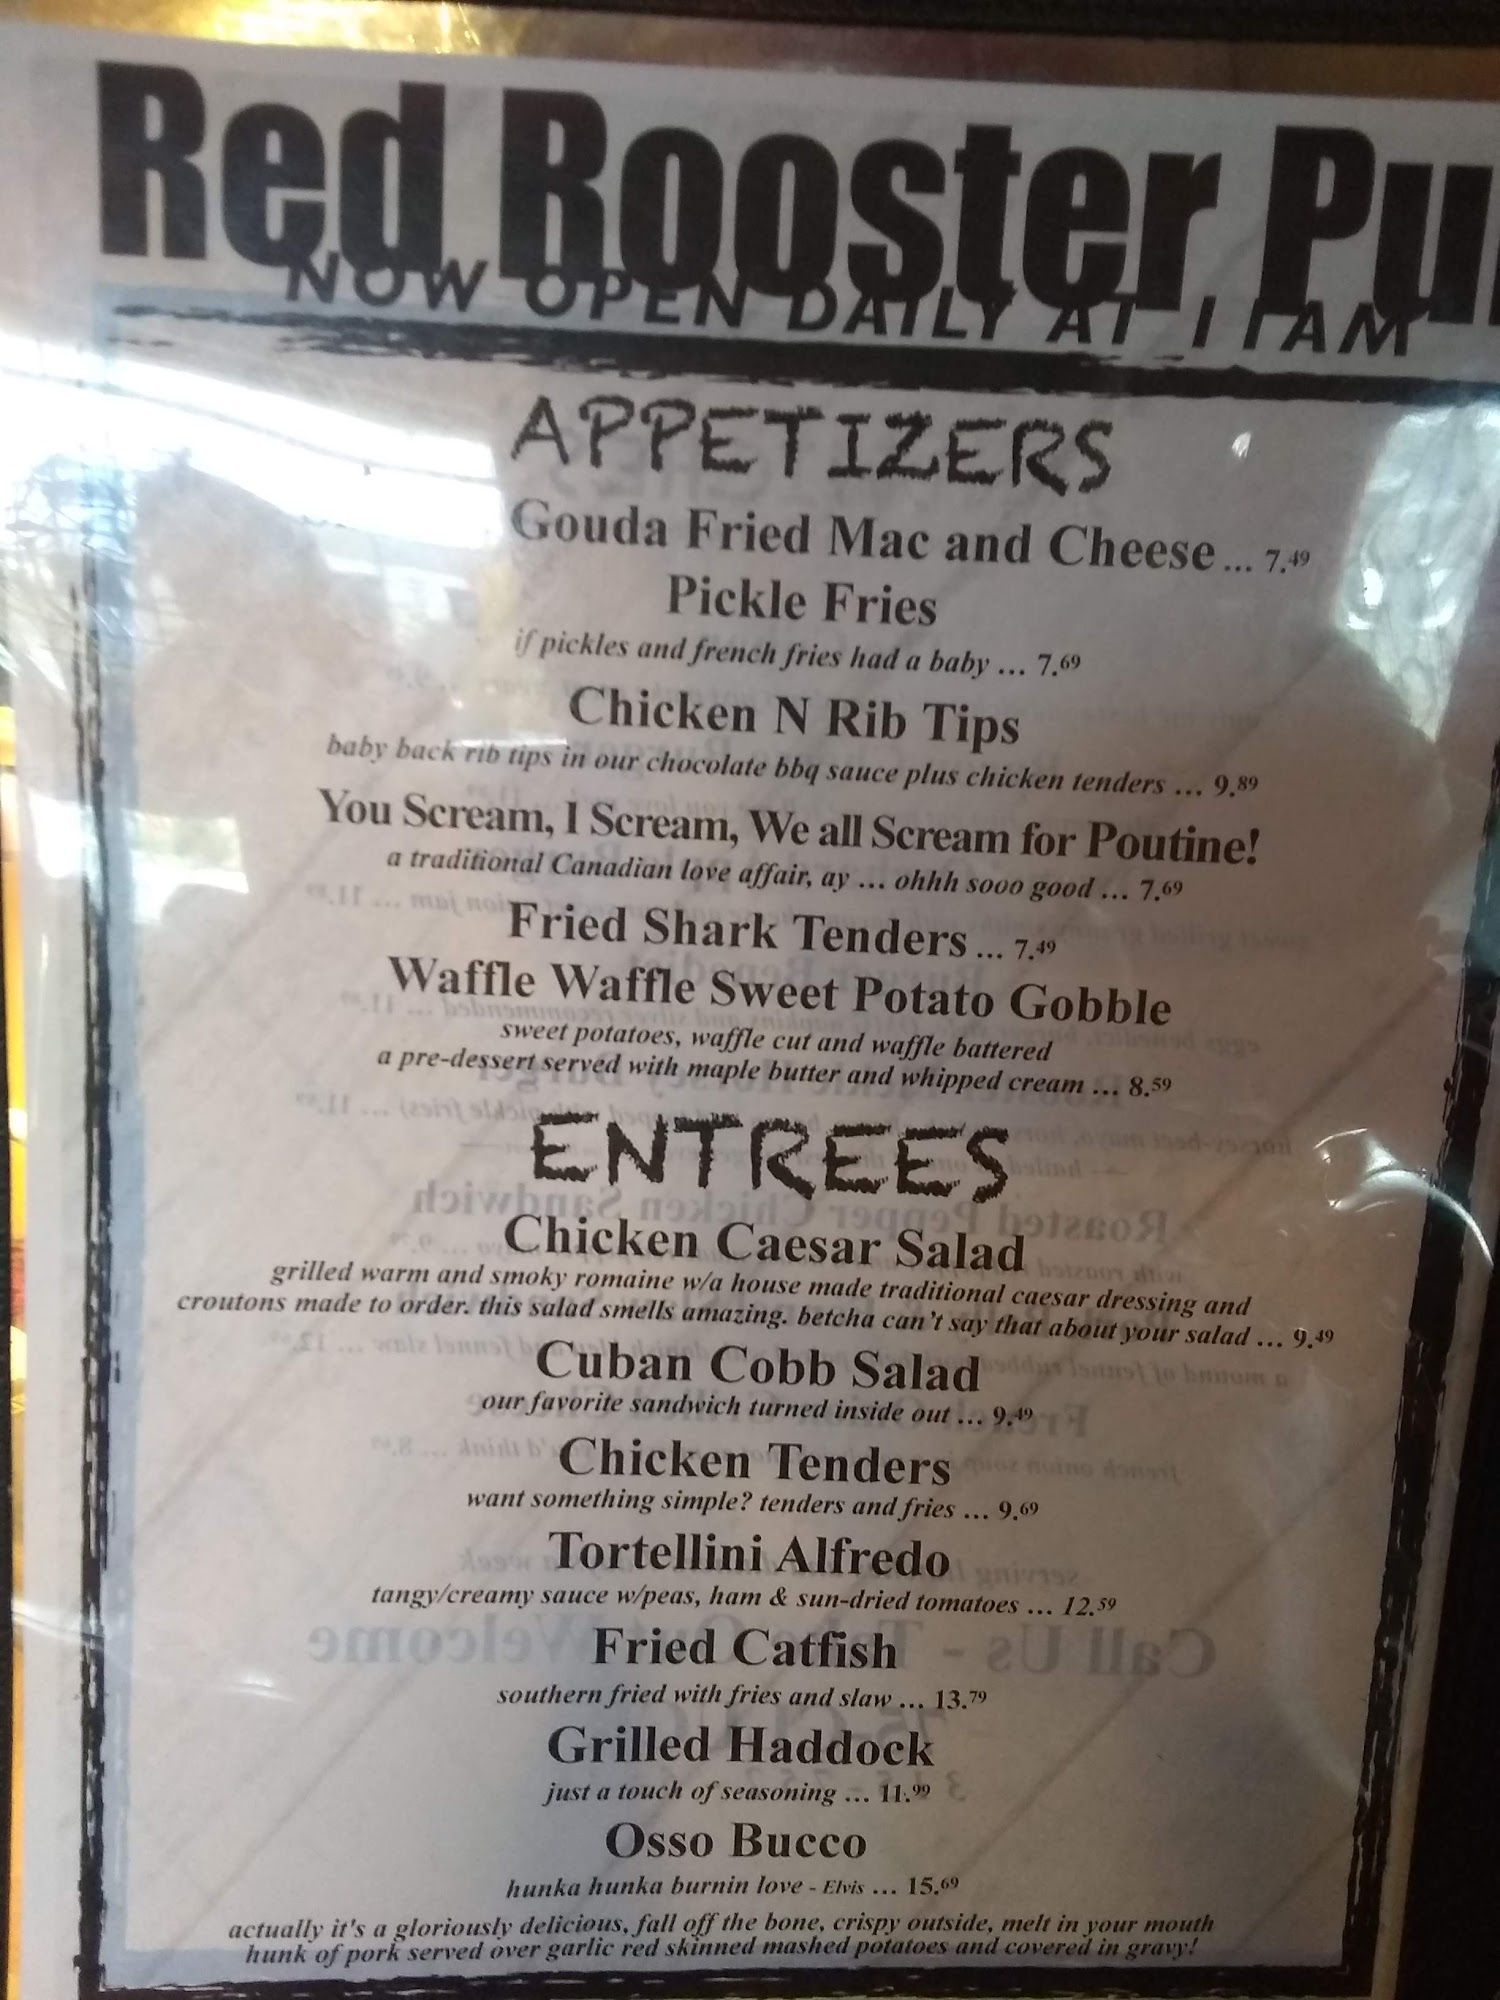 Red Rooster Pu
NOW OPEN DAILY AT 11AM
APPETIZERS
Gouda Fried Mac and Cheese ... 7.49
Pickle Fries
if pickles and french fries had a baby ... 7.69
Chicken N Rib Tips
baby back rib tips in our chocolate bbq sauce plus chicken tenders ... 9.89
You Scream, I Scream, We all Scream for Poutine!
a traditional Canadian love affair, ay ... ohhh sooo good ... 7.69
Fried Shark Tenders ... 7.49
Waffle Waffle Sweet Potato Gobble
sweet potatoes, waffle cut and waffle battered
a pre-dessert served with maple butter and whipped cream ... 8.59
ENTREES
Chicken Caesar Salad
grilled warm and smoky romaine w/a house made traditional caesar dressing and
croutons made to order. this salad smells amazing. betcha can't say that about your salad ... 9.49
Cuban Cobb Salad
our favorite sandwich turned inside out ... 9.49
Chicken Tenders
want something simple? tenders and fries ... 9.69
Tortellini Alfredo
tangy/creamy sauce w/peas, ham & sun-dried tomatoes ... 12.59
Fried Catfish
southern fried with fries and slaw ... 13.79
Grilled Haddock
just a touch of seasoning ... 11.99
Osso Bucco
hunka hunka burnin love - Elvis ... 15.69
actually it's a gloriously delicious, fall off the bone, crispy outside, melt in your mouth
hunk of pork served over garlic red skinned mashed potatoes and covered in gravy!